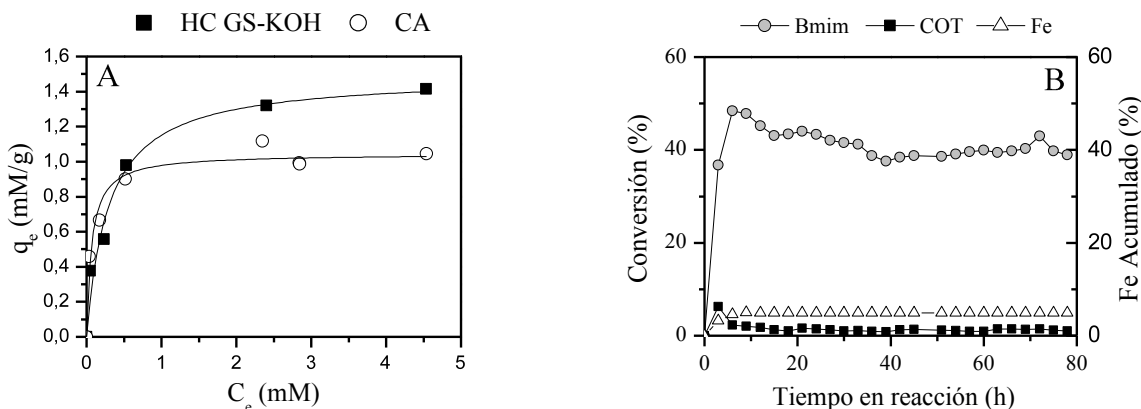 HC GS-KOH
CA
A
1,6
1,4
1,2
1,0
0,8
0,6
0,4
0,2
0,0
0
1
2
3
4
5
q_e (mM/g)
C_e (mM)
Bmim
COT
Fe
B
60
40
20
0
60
40
20
0
0
20
40
60
80
Conversión (%)
Fe Acumulado (%)
Tiempo en reacción (h)